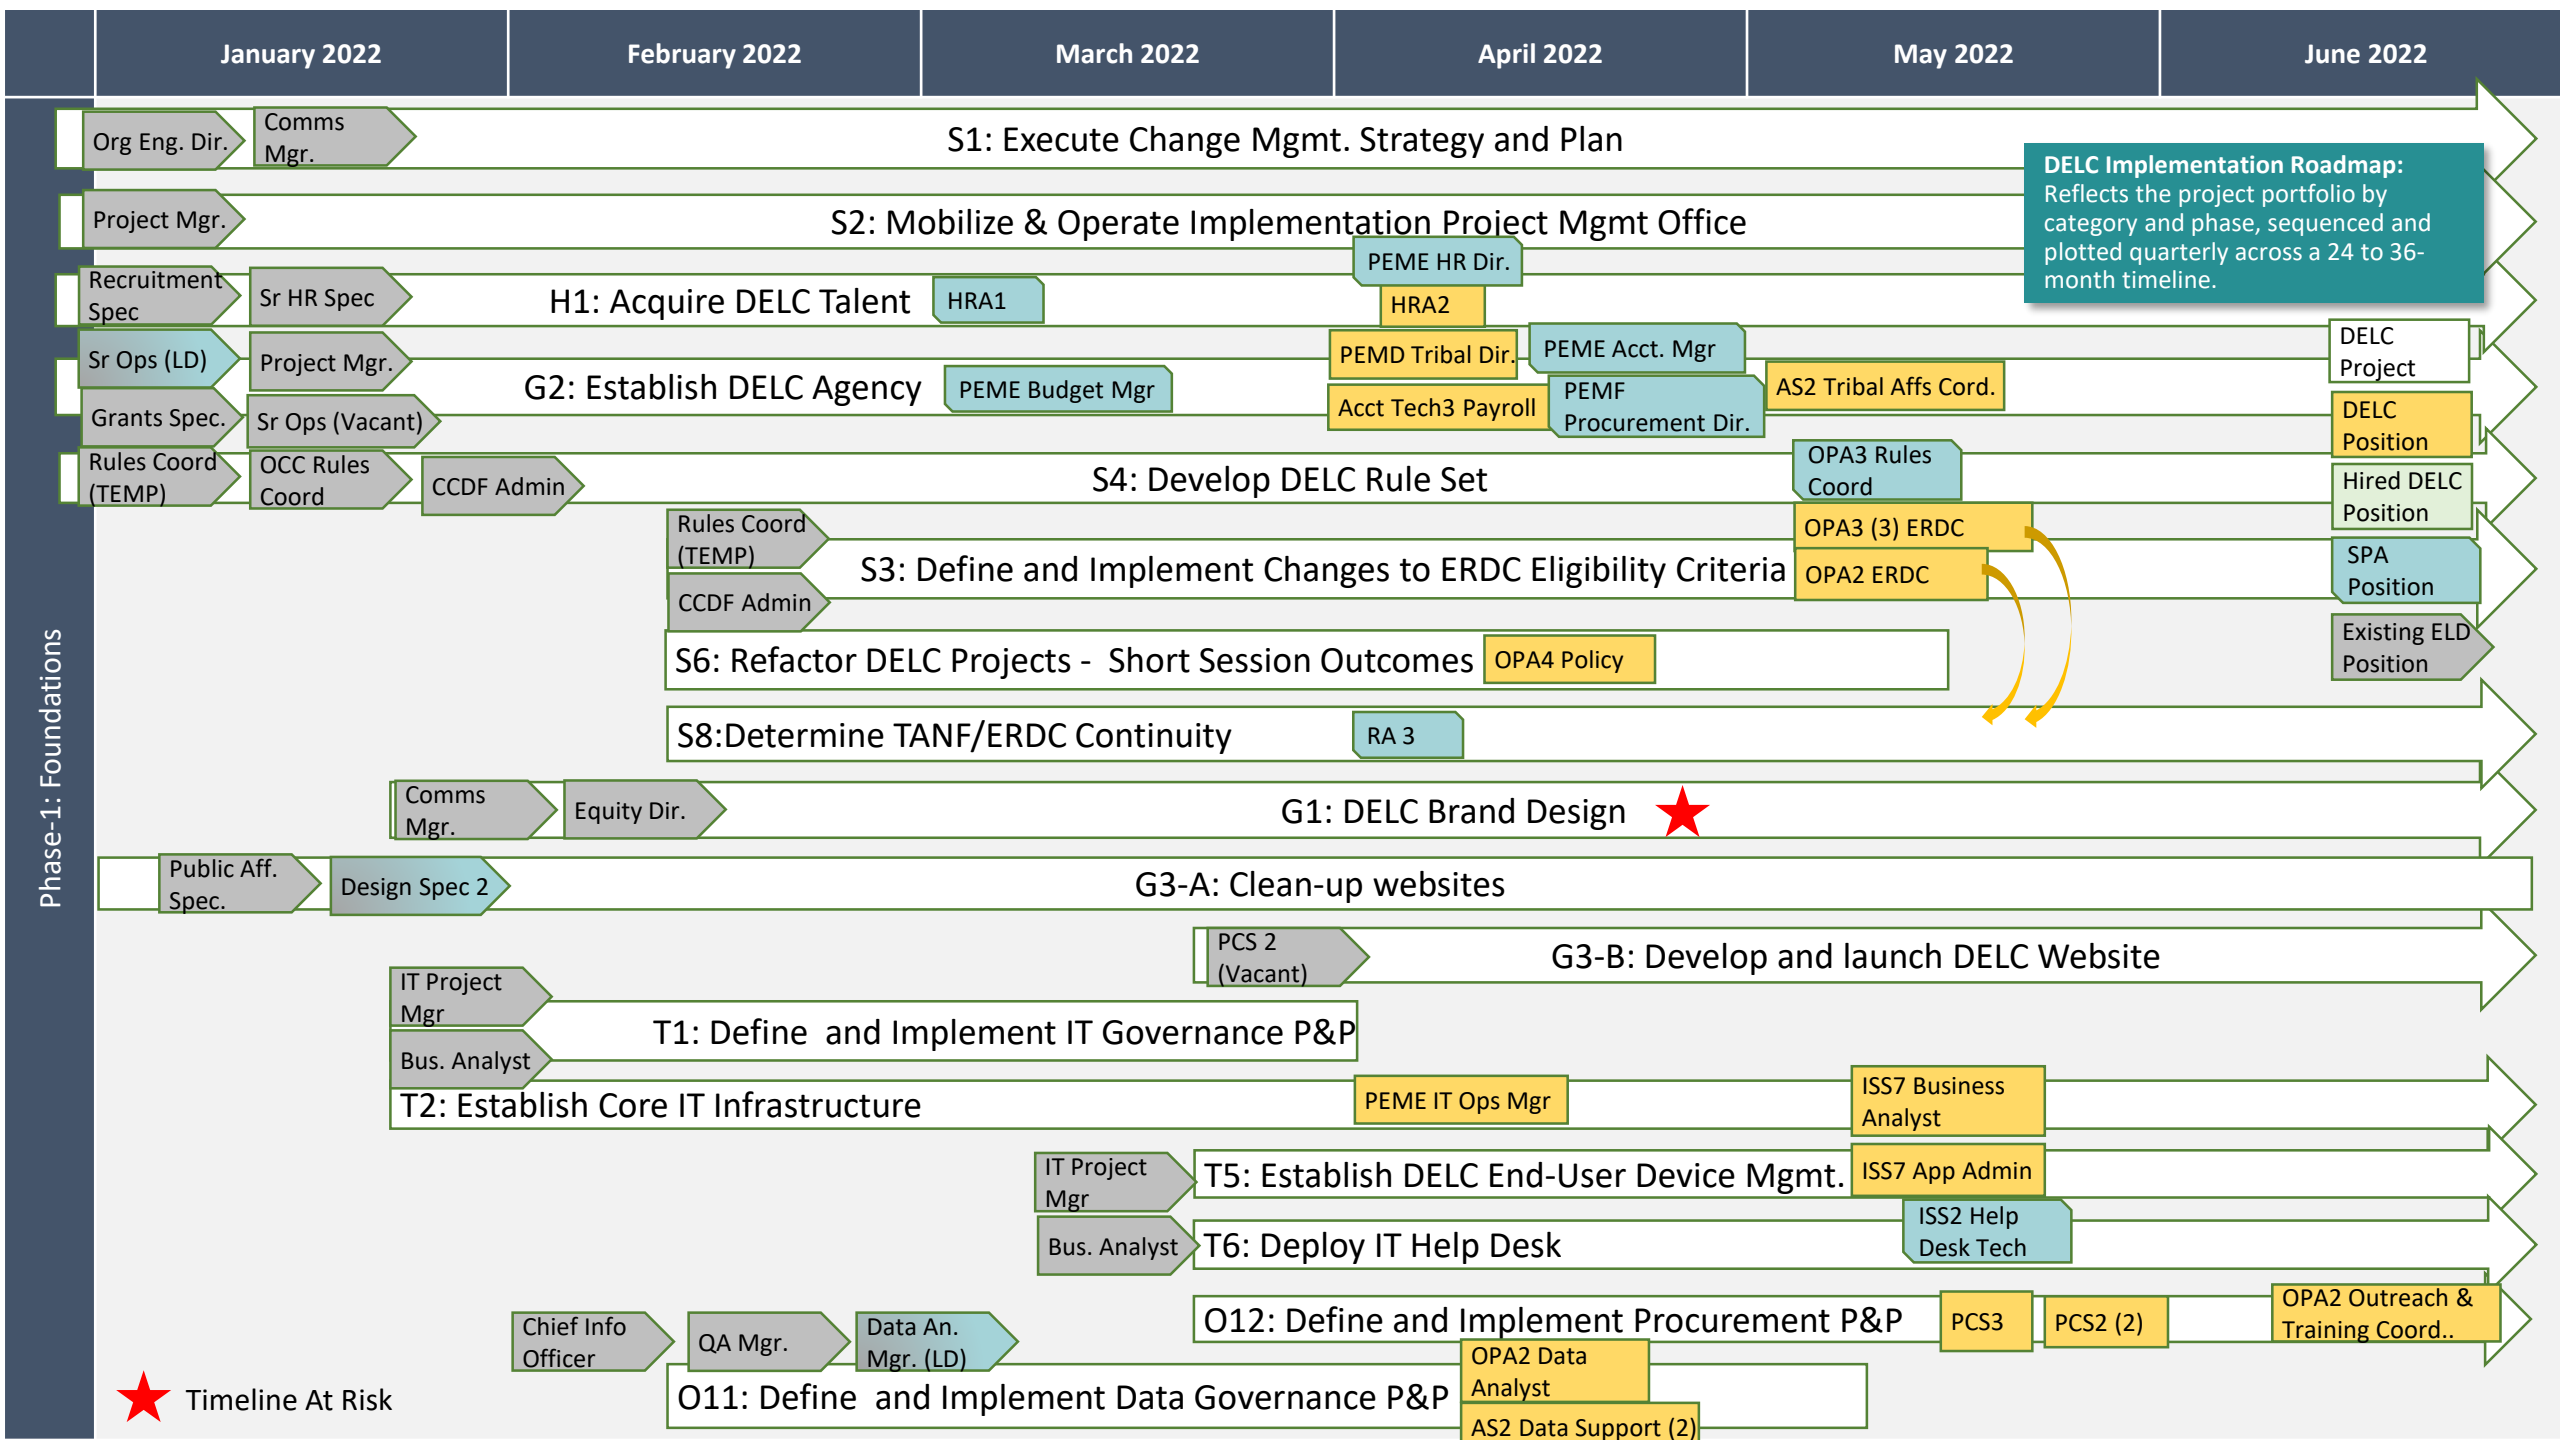 January 2022
February 2022
March 2022
April 2022
May 2022
June 2022
Phase-1: Foundations
Org Eng. Dir.
Comms
Mgr.
S1: Execute Change Mgmt. Strategy and Plan
DELC Implementation Roadmap:
Reflects the project portfolio by
category and phase, sequenced and
plotted quarterly across a 24 to 36-
month timeline.
Project Mgr.
S2: Mobilize & Operate Implementation Project Mgmt Office
Recruitment
Spec
Sr HR Spec
H1: Acquire DELC Talent
HRA1
PEME HR Dir.
HRA2
Sr Ops (LD)
Project Mgr.
Grants Spec.
Sr Ops (Vacant)
G2: Establish DELC Agency
PEME Budget Mgr
PEMD Tribal Dir.
PEME Acct. Mgr
Acct Tech3 Payroll
PEMF
Procurement Dir.
AS2 Tribal Affs Cord.
DELC
Project
DELC
Position
Hired DELC
Position
SPA
Position
Existing ELD
Position
Rules Coord
(TEMP)
OCC Rules
Coord
CCDF Admin
S4: Develop DELC Rule Set
OPA3 Rules
Coord
Rules Coord
(TEMP)
CCDF Admin
S3: Define and Implement Changes to ERDC Eligibility Criteria
OPA3 (3) ERDC
OPA2 ERDC
S6: Refactor DELC Projects - Short Session Outcomes
OPA4 Policy
S8:Determine TANF/ERDC Continuity
RA 3
Comms
Mgr.
Equity Dir.
G1: DELC Brand Design
Public Aff.
Spec.
Design Spec 2
G3-A: Clean-up websites
PCS 2
(Vacant)
G3-B: Develop and launch DELC Website
IT Project
Mgr
Bus. Analyst
T1: Define and Implement IT Governance P&P
T2: Establish Core IT Infrastructure
PEME IT Ops Mgr
ISS7 Business
Analyst
IT Project
Mgr
T5: Establish DELC End-User Device Mgmt.
ISS7 App Admin
Bus. Analyst
T6: Deploy IT Help Desk
ISS2 Help
Desk Tech
O12: Define and Implement Procurement P&P
PCS3
PCS2 (2)
OPA2 Outreach &
Training Coord..
Chief Info
Officer
QA Mgr.
Data An.
Mgr. (LD)
O11: Define and Implement Data Governance P&P
OPA2 Data
Analyst
AS2 Data Support (2)
Timeline At Risk